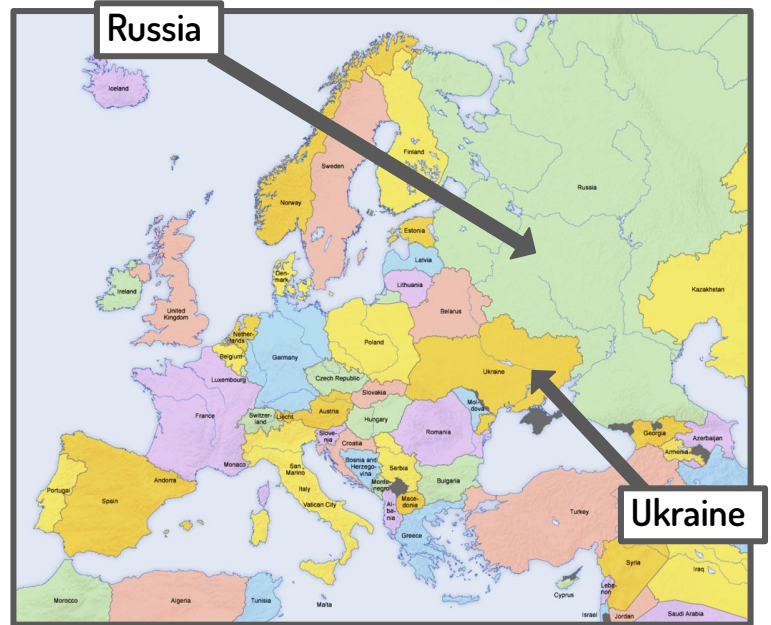 Russia
Iceland
Finland
Sweden
Russia
Norway
Estonia
Latvia
Den-
mark
Lithuania
Ireland
United
Kingdom
Belarus
Kazakhstan
Nether-
lands
Poland
Belgium
Germany
Ukraine
Luxembourg
Czech Republic
Slovakia
Mol-
dova
France
Switzer-
land
Liecht.
Austria
Hungary
Slove-
nia
Romania
Croatia
Georgia
Azerbaijan
Armenia
Monaco
San
Marino
Bosnia and
Herzego-
vina
Serbia
Andorra
Italy
Monte-
negro
Bulgaria
Portugal
Spain
Vatican City
Al-
ba-
nia
Mace-
donia
Turkey
Ukraine
Greece
Syria
Iraq
Cyprus
Leba-
non
Morocco
Algeria
Tunisia
Malta
Israel
Jordan
Saudi Arabia